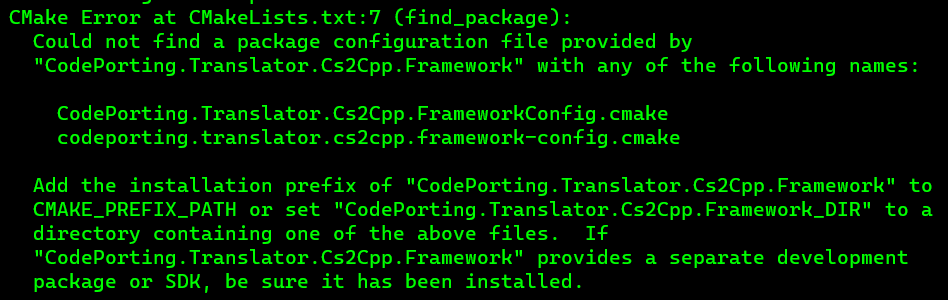 CMake Error at CMakeLists.txt:7 (find_package):
Could not find a package configuration file provided by
"CodePorting.Translator.Cs2Cpp.Framework" with any of the following names:
CodePorting.Translator.Cs2Cpp.FrameworkConfig.cmake
codeporting.translator.cs2cpp.framework-config.cmake
Add the installation prefix of "CodePorting.Translator.Cs2Cpp.Framework" to
CMAKE_PREFIX_PATH or set "CodePorting.Translator.Cs2Cpp.Framework_DIR" to a
directory containing one of the above files.  If
"CodePorting.Translator.Cs2Cpp.Framework" provides a separate development
package or SDK, be sure it has been installed.